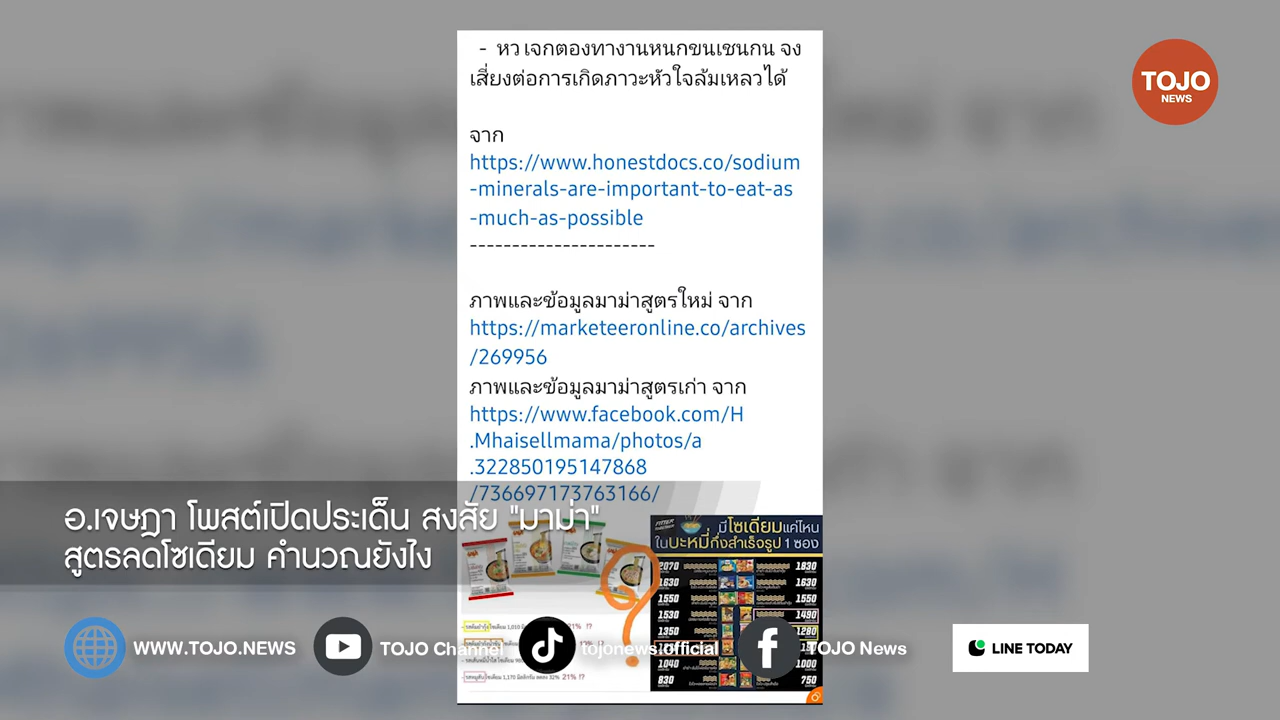 - หัวใจก็ต้องทำงานหนักขึ้นเช่นกัน จึง
เสี่ยงต่อการเกิดภาวะหัวใจล้มเหลวได้
จาก
https://www.honestdocs.co/sodium
-minerals-are-important-to-eat-as
-much-as-possible
----------------------
ภาพและข้อมูลมาม่าสูตรใหม่ จาก
https://marketeeronline.co/archives
/269956
ภาพและข้อมูลมาม่าสูตรเก่า จาก
https://www.facebook.com/H
.Mhaisellmama/photos/a
.322850195147868
/736697173763166/
TOJO
NEWS
อ.เจษฎา โพสต์เปิดประเด็น สงสัย "มาม่า"
สูตรลดโซเดียม คำนวณยังไง
มีโซเดียมแค่ไหน
ในบะหมี่กึ่งสำเร็จรูป 1 ซอง
2070 1830
1630 1630
1550 1550
1530 1490
1350 1280
1040
830 750
21% !?
21% !?
WWW.TOJO.NEWS
TOJO Channel
tojonews.official
TOJO News
LINE TODAY